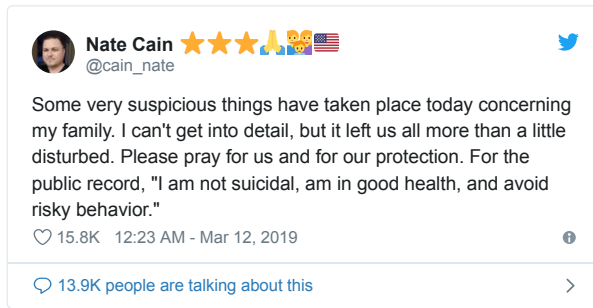 Nate Cain ⭐⭐⭐🙏👨‍👩‍👧🇺🇸
@cain_nate
Some very suspicious things have taken place today concerning
my family. I can't get into detail, but it left us all more than a little
disturbed. Please pray for us and for our protection. For the
public record, "I am not suicidal, am in good health, and avoid
risky behavior."
15.8K 12:23 AM - Mar 12, 2019
13.9K people are talking about this